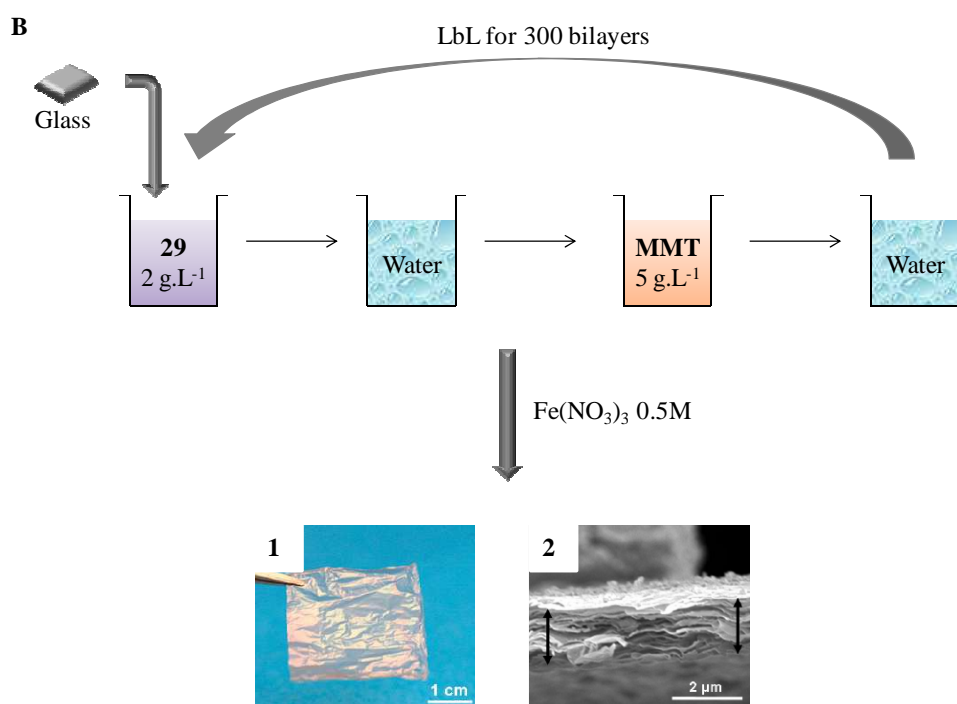 B
LbL for 300 bilayers
Glass
29
2 g.L⁻¹
Water
MMT
5 g.L⁻¹
Water
Fe(NO₃)₃ 0.5M
1
2
1 cm
2 µm